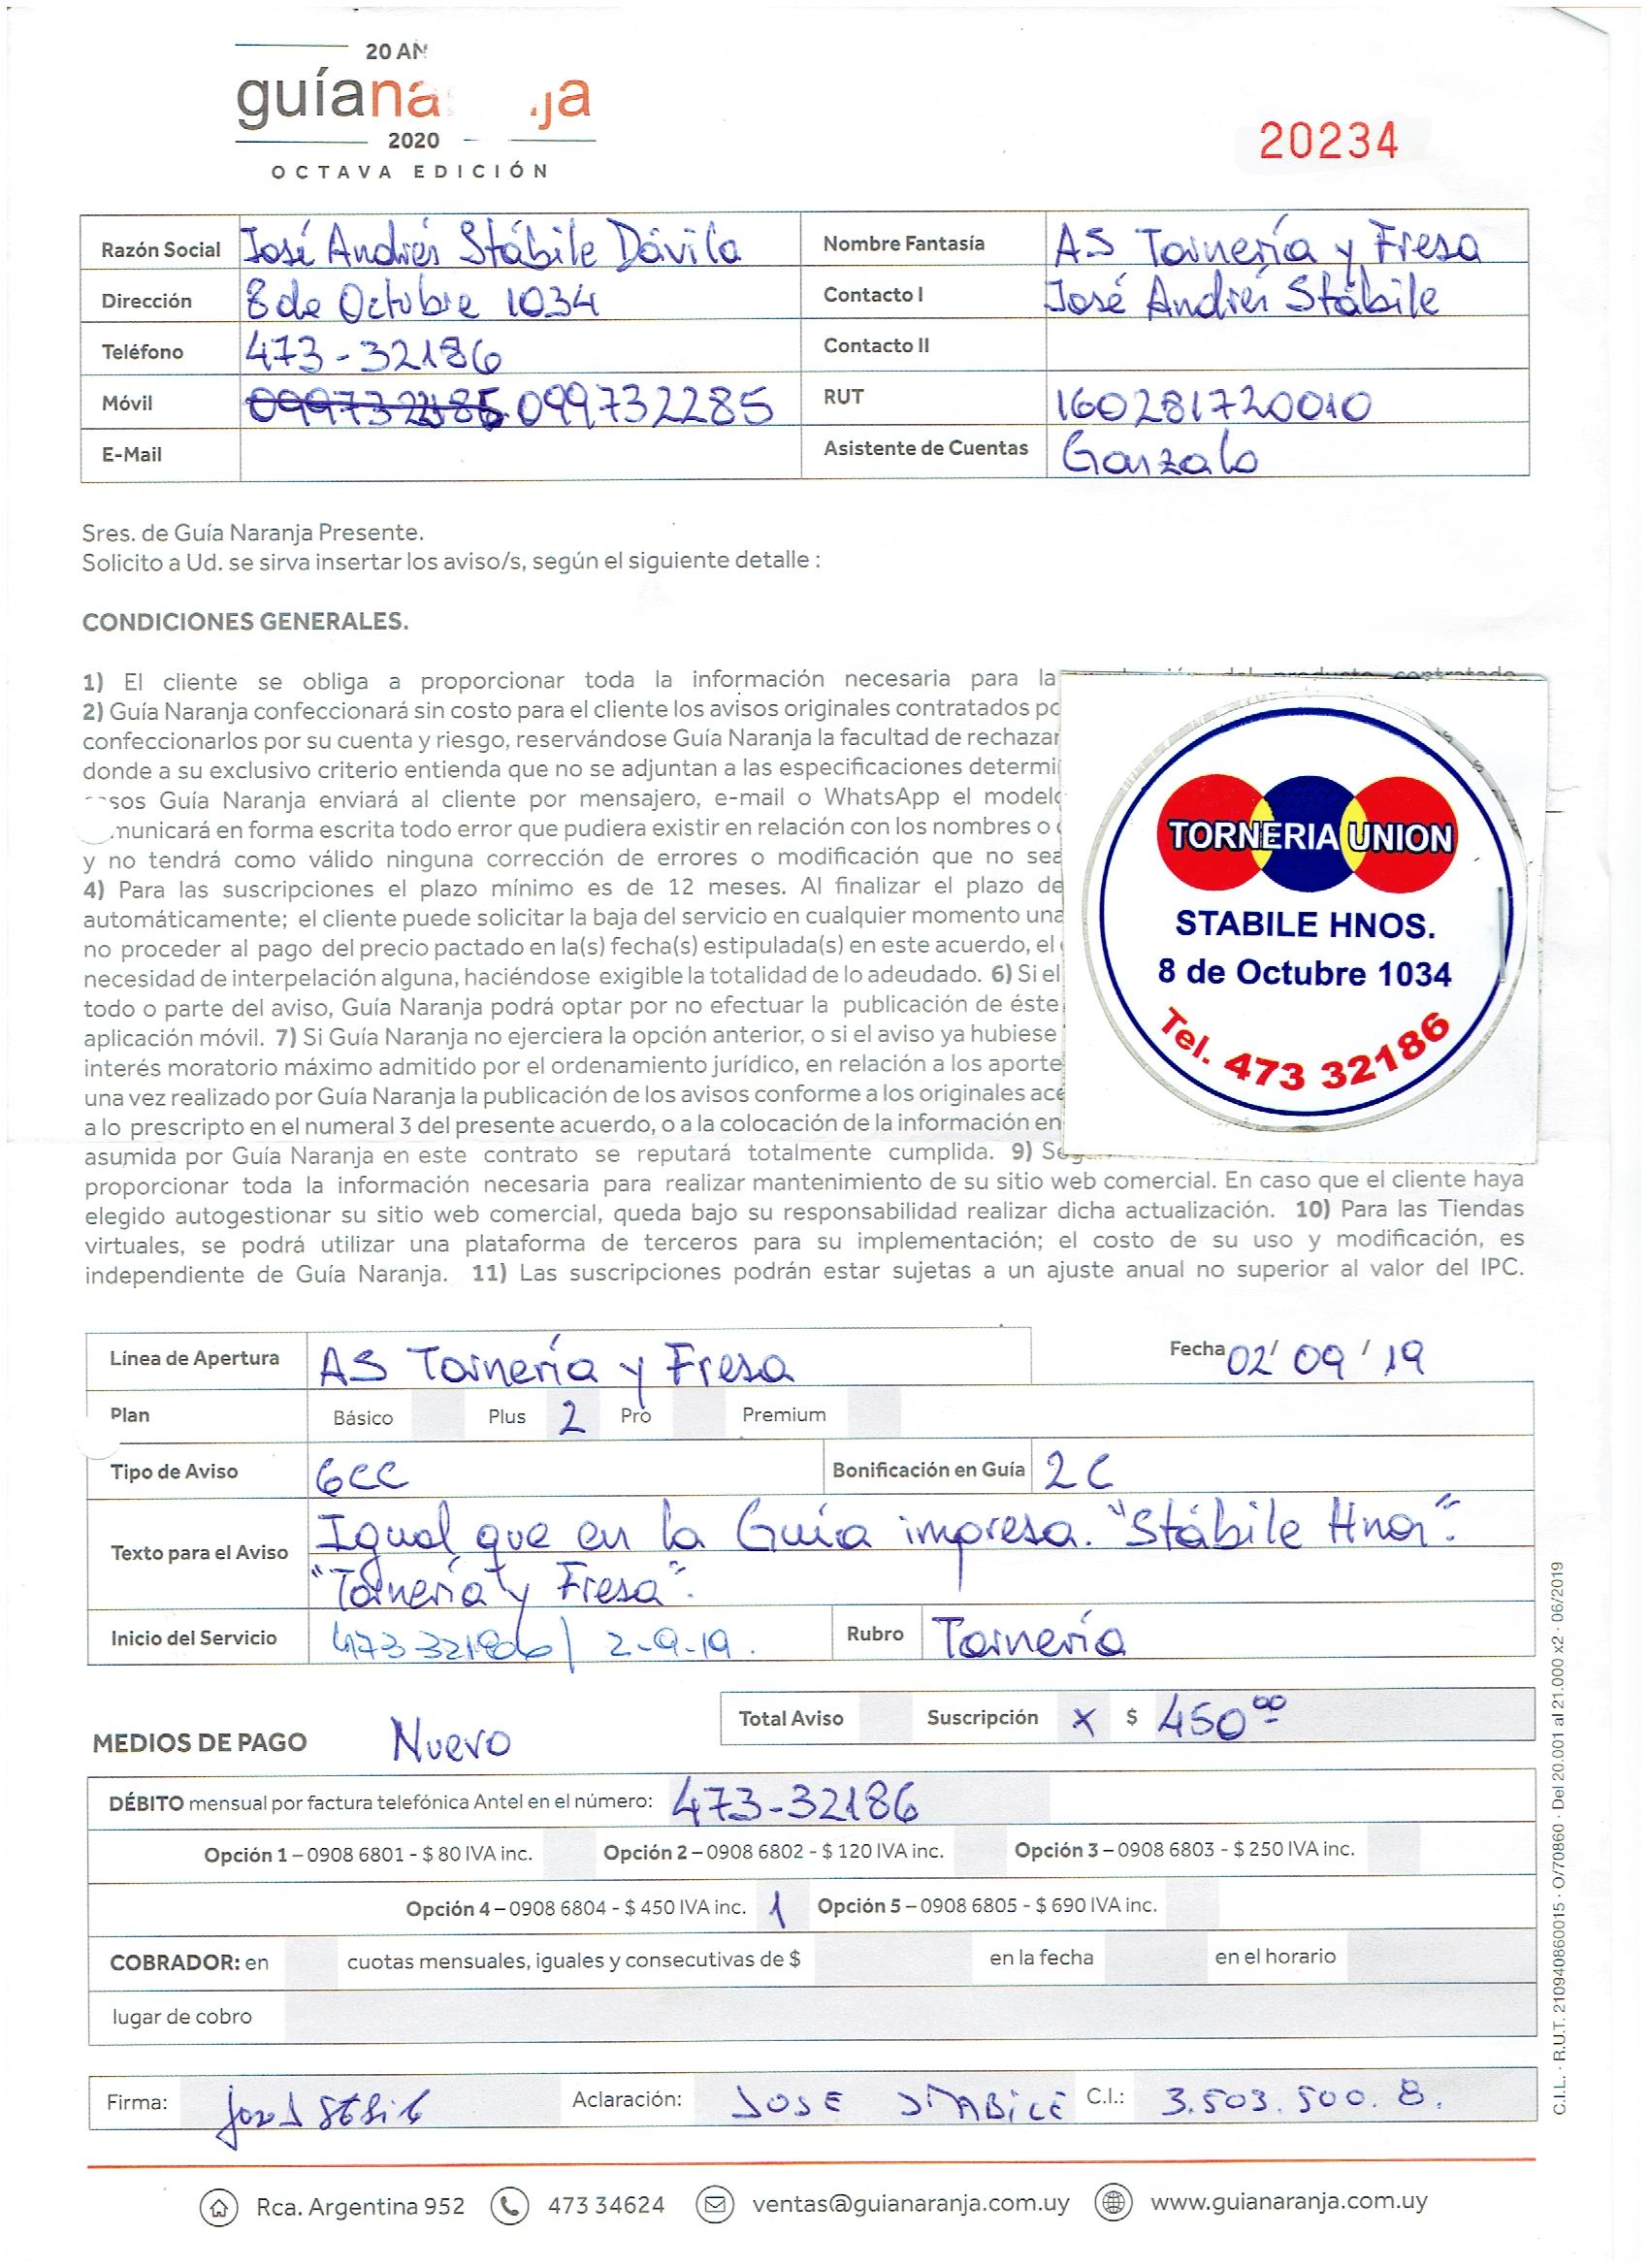 20 AÑ
guíana ja
2020
OCTAVA EDICIÓN
20234
Razón Social José Andrés Stábile Dávila Nombre Fantasía AS Tornería y Fresa
Dirección 8 de Octubre 1034 Contacto I José Andrés Stábile
Teléfono 473-32186 Contacto II
Móvil 099732285 RUT 160281720010
E-Mail Asistente de Cuentas Gonzalo
Sres. de Guía Naranja Presente.
Solicito a Ud. se sirva insertar los aviso/s, según el siguiente detalle :
CONDICIONES GENERALES.
1) El cliente se obliga a proporcionar toda la información necesaria para la producto contratado
2) Guía Naranja confeccionará sin costo para el cliente los avisos originales contratados po
confeccionarlos por su cuenta y riesgo, reservándose Guía Naranja la facultad de rechazar
donde a su exclusivo criterio entienda que no se adjuntan a las especificaciones determi
sos Guía Naranja enviará al cliente por mensajero, e-mail o WhatsApp el modelo
municará en forma escrita todo error que pudiera existir en relación con los nombres o
y no tendrá como válido ninguna corrección de errores o modificación que no sea
4) Para las suscripciones el plazo mínimo es de 12 meses. Al finalizar el plazo de
automáticamente; el cliente puede solicitar la baja del servicio en cualquier momento una
no proceder al pago del precio pactado en la(s) fecha(s) estipulada(s) en este acuerdo, el
necesidad de interpelación alguna, haciéndose exigible la totalidad de lo adeudado. 6) Si el
todo o parte del aviso, Guía Naranja podrá optar por no efectuar la publicación de éste
aplicación móvil. 7) Si Guía Naranja no ejerciera la opción anterior, o si el aviso ya hubiese
interés moratorio máximo admitido por el ordenamiento jurídico, en relación a los aporte
una vez realizado por Guía Naranja la publicación de los avisos conforme a los originales ace
a lo prescripto en el numeral 3 del presente acuerdo, o a la colocación de la información en
asumida por Guía Naranja en este contrato se reputará totalmente cumplida. 9)
proporcionar toda la información necesaria para realizar mantenimiento de su sitio web comercial. En caso que el cliente haya
elegido autogestionar su sitio web comercial, queda bajo su responsabilidad realizar dicha actualización. 10) Para las Tiendas
virtuales, se podrá utilizar una plataforma de terceros para su implementación; el costo de su uso y modificación, es
independiente de Guía Naranja. 11) Las suscripciones podrán estar sujetas a un ajuste anual no superior al valor del IPC.
TORNERIA UNION
STABILE HNOS.
8 de Octubre 1034
Tel. 473 32186
Línea de Apertura AS Tornería y Fresa Fecha 02/ 09 / 19
Plan Básico Plus 2 Pro Premium
Tipo de Aviso 6CC Bonificación en Guía 2C
Texto para el Aviso Igual que en la Guía impresa. "Stábile Hnos".
"Tornería y Fresa".
Inicio del Servicio 473 32186 | 2-9-19. Rubro Tornería
Total Aviso Suscripción x $ 450 00
MEDIOS DE PAGO Nuevo
DÉBITO mensual por factura telefónica Antel en el número: 473-32186
Opción 1 – 0908 6801 - $ 80 IVA inc. Opción 2 – 0908 6802 - $ 120 IVA inc. Opción 3 – 0908 6803 - $ 250 IVA inc.
Opción 4 – 0908 6804 - $ 450 IVA inc. 1 Opción 5 – 0908 6805 - $ 690 IVA inc.
COBRADOR: en cuotas mensuales, iguales y consecutivas de $ en la fecha en el horario
lugar de cobro
Firma: Aclaración: JOSE STABILE C.I.: 3.503.500.8.
C.I.L. · R.U.T. 210940860015 · O/70860 · Del 20.001 al 21.000 x2 · 06/2019
Rca. Argentina 952 473 34624 ventas@guianaranja.com.uy www.guianaranja.com.uy